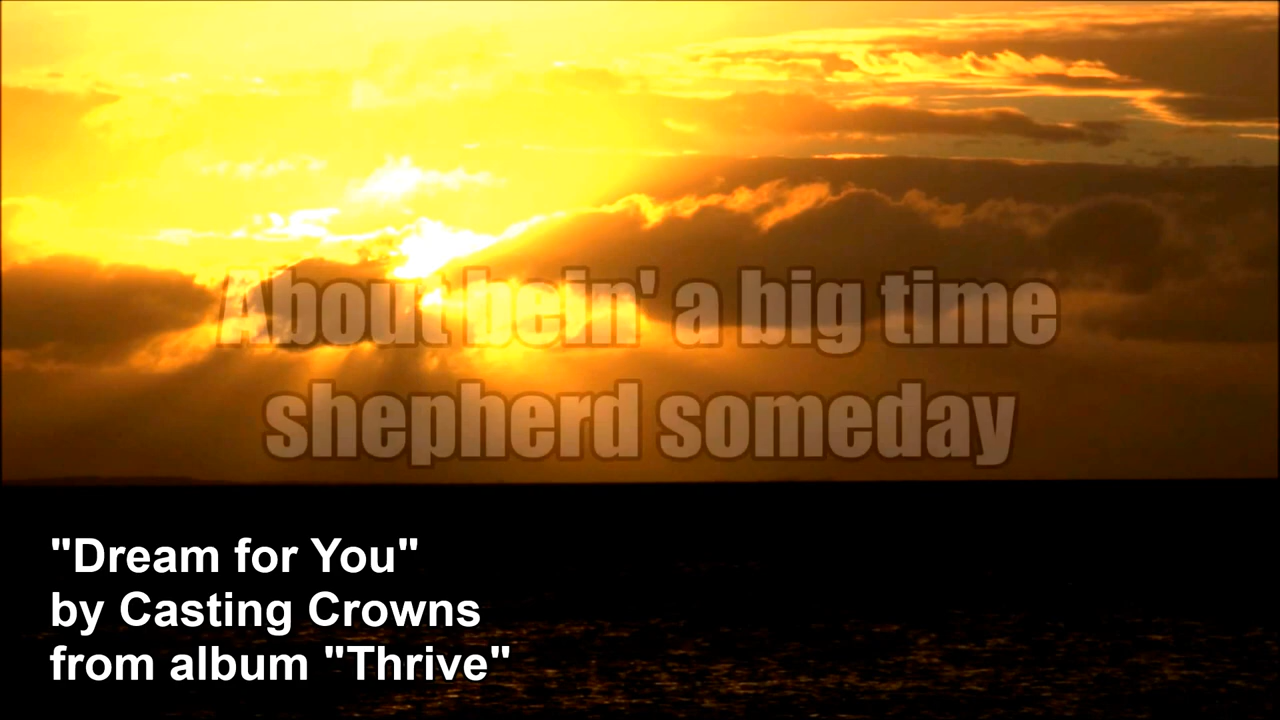 About bein' a big time
shepherd someday
"Dream for You"
by Casting Crowns
from album "Thrive"